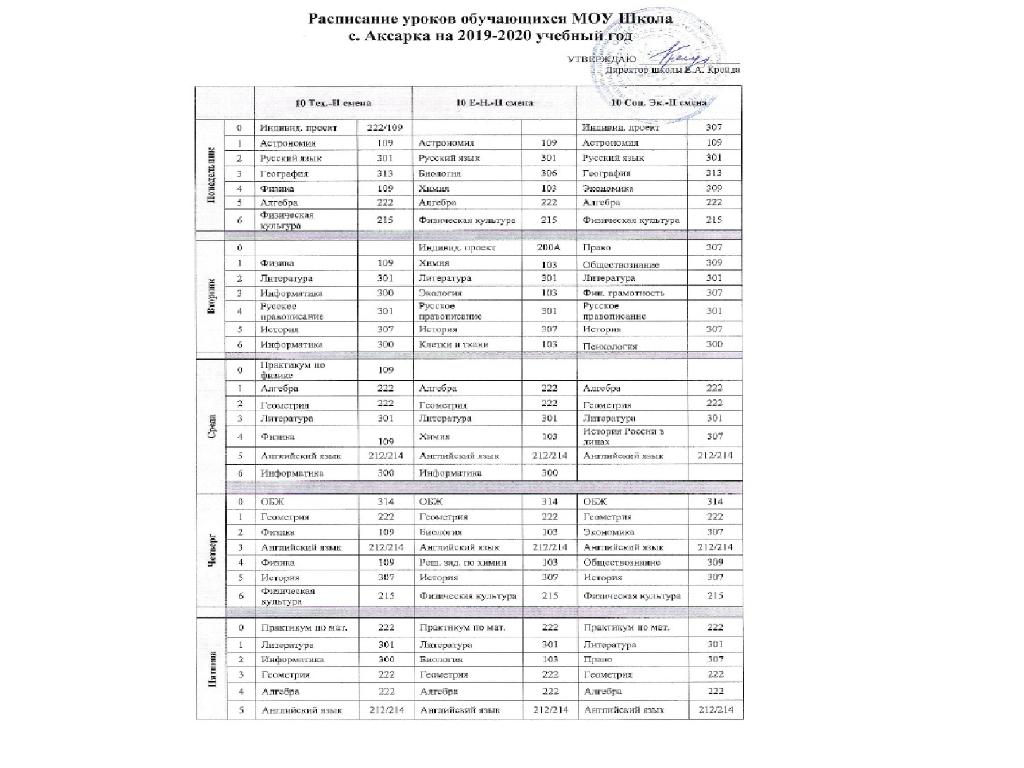 Расписание уроков обучающихся МОУ Школа
с. Аксарка на 2019-2020 учебный год
УТВЕРЖДАЮ
Директор школы Е.А. Крейда
10 Тех.-II смена 10 Е-Н.-II смена 10 Соц. Эк.-II смена
Понедельник
0 Индивид. проект 222/109 Индивид. проект 307
1 Астрономия 109 Астрономия 109 Астрономия 109
2 Русский язык 301 Русский язык 301 Русский язык 301
3 География 313 Биология 306 География 313
4 Физика 109 Химия 103 Экономика 309
5 Алгебра 222 Алгебра 222 Алгебра 222
6 Физическая культура 215 Физическая культура 215 Физическая культура 215
Вторник
0 Индивид. проект 200А Право 307
1 Физика 109 Химия 103 Обществознание 309
2 Литература 301 Литература 301 Литература 301
3 Информатика 300 Экология 103 Фин. грамотность 307
4 Русское правописание 301 Русское правописание 301 Русское правописание 301
5 История 307 История 307 История 307
6 Информатика 300 Клетки и ткани 103 Психология 300
Среда
0 Практикум по физике 109
1 Алгебра 222 Алгебра 222 Алгебра 222
2 Геометрия 222 Геометрия 222 Геометрия 222
3 Литература 301 Литература 301 Литература 301
4 Физика 109 Химия 103 История России в лицах 307
5 Английский язык 212/214 Английский язык 212/214 Английский язык 212/214
6 Информатика 300 Информатика 300
Четверг
0 ОБЖ 314 ОБЖ 314 ОБЖ 314
1 Геометрия 222 Геометрия 222 Геометрия 222
2 Физика 109 Биология 103 Экономика 307
3 Английский язык 212/214 Английский язык 212/214 Английский язык 212/214
4 Физика 109 Реш. зад. по химии 103 Обществознание 309
5 История 307 История 307 История 307
6 Физическая культура 215 Физическая культура 215 Физическая культура 215
Пятница
0 Практикум по мат. 222 Практикум по мат. 222 Практикум по мат. 222
1 Литература 301 Литература 301 Литература 301
2 Информатика 300 Биология 103 Право 307
3 Геометрия 222 Геометрия 222 Геометрия 222
4 Алгебра 222 Алгебра 222 Алгебра 222
5 Английский язык 212/214 Английский язык 212/214 Английский язык 212/214